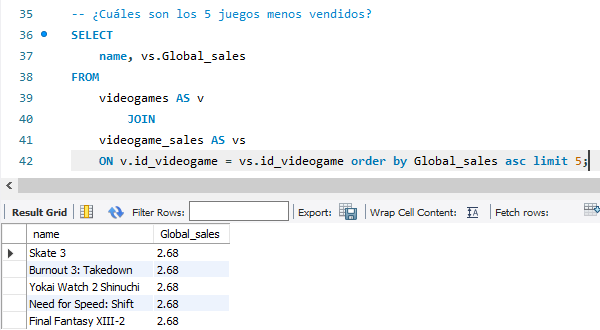 35 -- ¿Cuáles son los 5 juegos menos vendidos?
36 SELECT
37 name, vs.Global_sales
38 FROM
39 videogames AS v
40 JOIN
41 videogame_sales AS vs
42 ON v.id_videogame = vs.id_videogame order by Global_sales asc limit 5;
Result Grid Filter Rows: Export: Wrap Cell Content: Fetch rows:
name Global_sales
Skate 3 2.68
Burnout 3: Takedown 2.68
Yokai Watch 2 Shinuchi 2.68
Need for Speed: Shift 2.68
Final Fantasy XIII-2 2.68